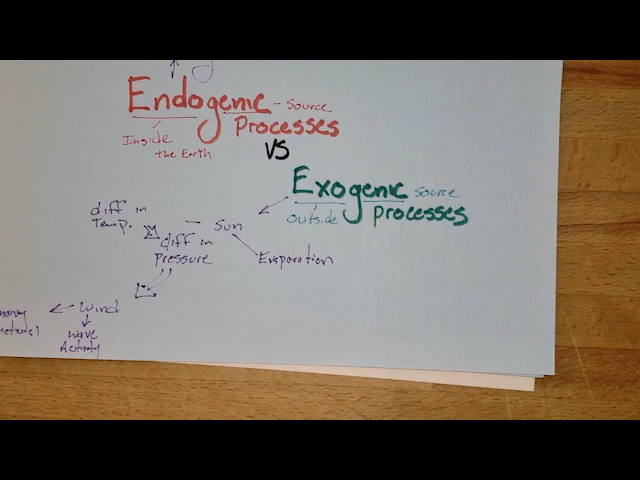 Endogenic - Source
Processes
Inside
the Earth
VS
Exogenic Source
Processes
outside
diff in
Temp.
- Sun
diff in
Pressure
Evaporation
Wind
wave
Activity